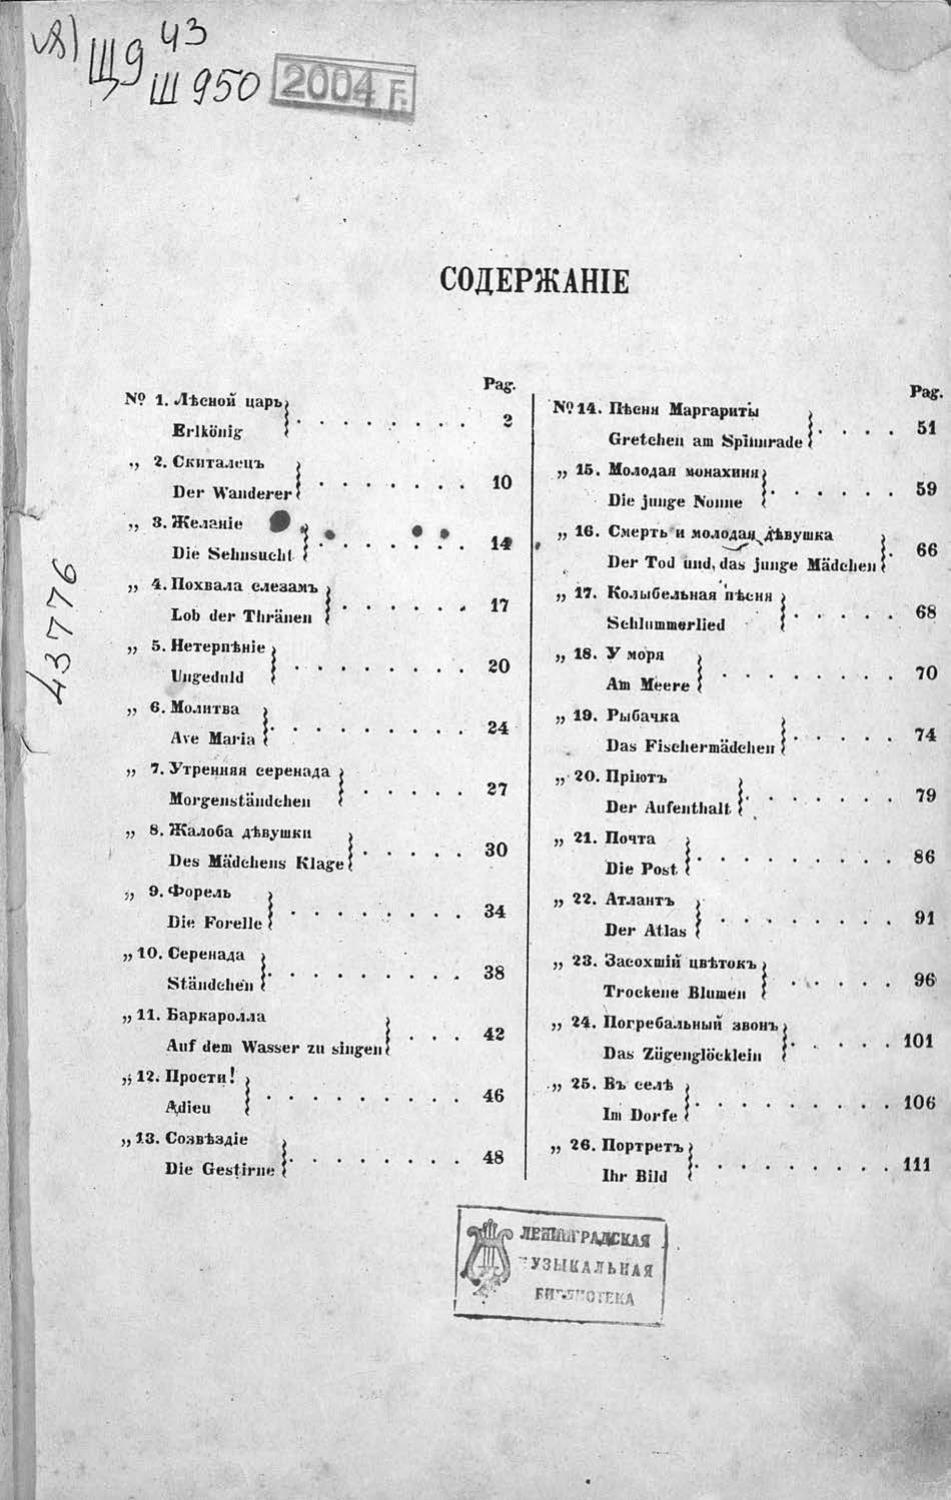 Щ9 43
Ш 950
2004 г.
43776
СОДЕРЖАНІЕ
Pag.
№ 1. Лѣсной царь
Erlkönig . . . . . . . . 2
„ 2. Скиталецъ
Der Wanderer . . . . . . . 10
„ 3. Желаніе
Die Sehnsucht . . . . . . . 14
„ 4. Похвала слезамъ
Lob der Thränen . . . . . . 17
„ 5. Нетерпѣніе
Ungeduld . . . . . . . . 20
„ 6. Молитва
Ave Maria . . . . . . . . 24
„ 7. Утренняя серенада
Morgenständchen . . . . . . 27
„ 8. Жалоба дѣвушки
Des Mädchens Klage . . . . . 30
„ 9. Форель
Die Forelle . . . . . . . . 34
„ 10. Серенада
Ständchen . . . . . . . . 38
„ 11. Баркаролла
Auf dem Wasser zu singen . . . 42
„ 12. Прости!
Adieu . . . . . . . . . 46
„ 13. Созвѣздіе
Die Gestirne . . . . . . . 48
Pag.
№ 14. Пѣсня Маргариты
Gretchen am Spinnrade . . . . 51
„ 15. Молодая монахиня
Die junge Nonne . . . . . . 59
„ 16. Смерть и молодая дѣвушка
Der Tod und das junge Mädchen . 66
„ 17. Колыбельная пѣсня
Schlummerlied . . . . . . 68
„ 18. У моря
Am Meere . . . . . . . . 70
„ 19. Рыбачка
Das Fischermädchen . . . . . 74
„ 20. Пріютъ
Der Aufenthalt . . . . . . . 79
„ 21. Почта
Die Post . . . . . . . . . 86
„ 22. Атлантъ
Der Atlas . . . . . . . . 91
„ 23. Засохшій цвѣтокъ
Trockene Blumen . . . . . . 96
„ 24. Погребальный звонъ
Das Zügenglöcklein . . . . . 101
„ 25. Въ селѣ
Im Dorfe . . . . . . . . . 106
„ 26. Портретъ
Ihr Bild . . . . . . . . . 111
ЛЕНИНГРАДСКАЯ
МУЗЫКАЛЬНАЯ
БИБЛИОТЕКА